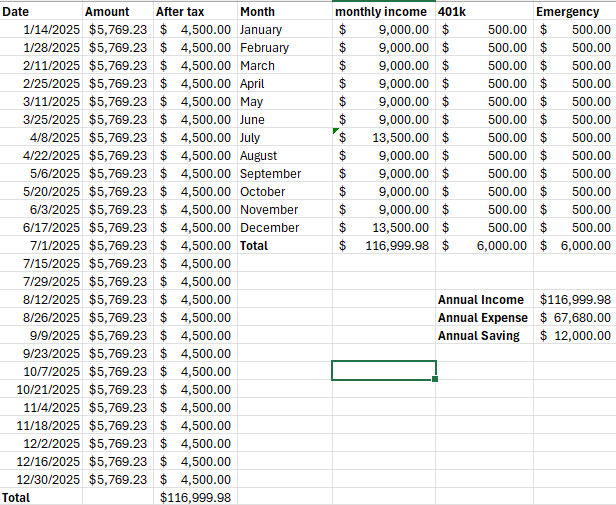 Date Amount After tax Month monthly income 401k Emergency
1/14/2025 $5,769.23 $ 4,500.00 January $ 9,000.00 $ 500.00 $ 500.00
1/28/2025 $5,769.23 $ 4,500.00 February $ 9,000.00 $ 500.00 $ 500.00
2/11/2025 $5,769.23 $ 4,500.00 March $ 9,000.00 $ 500.00 $ 500.00
2/25/2025 $5,769.23 $ 4,500.00 April $ 9,000.00 $ 500.00 $ 500.00
3/11/2025 $5,769.23 $ 4,500.00 May $ 9,000.00 $ 500.00 $ 500.00
3/25/2025 $5,769.23 $ 4,500.00 June $ 9,000.00 $ 500.00 $ 500.00
4/8/2025 $5,769.23 $ 4,500.00 July $ 13,500.00 $ 500.00 $ 500.00
4/22/2025 $5,769.23 $ 4,500.00 August $ 9,000.00 $ 500.00 $ 500.00
5/6/2025 $5,769.23 $ 4,500.00 September $ 9,000.00 $ 500.00 $ 500.00
5/20/2025 $5,769.23 $ 4,500.00 October $ 9,000.00 $ 500.00 $ 500.00
6/3/2025 $5,769.23 $ 4,500.00 November $ 9,000.00 $ 500.00 $ 500.00
6/17/2025 $5,769.23 $ 4,500.00 December $ 13,500.00 $ 500.00 $ 500.00
7/1/2025 $5,769.23 $ 4,500.00 Total $ 116,999.98 $ 6,000.00 $ 6,000.00
7/15/2025 $5,769.23 $ 4,500.00
7/29/2025 $5,769.23 $ 4,500.00
8/12/2025 $5,769.23 $ 4,500.00 Annual Income $116,999.98
8/26/2025 $5,769.23 $ 4,500.00 Annual Expense $ 67,680.00
9/9/2025 $5,769.23 $ 4,500.00 Annual Saving $ 12,000.00
9/23/2025 $5,769.23 $ 4,500.00
10/7/2025 $5,769.23 $ 4,500.00
10/21/2025 $5,769.23 $ 4,500.00
11/4/2025 $5,769.23 $ 4,500.00
11/18/2025 $5,769.23 $ 4,500.00
12/2/2025 $5,769.23 $ 4,500.00
12/16/2025 $5,769.23 $ 4,500.00
12/30/2025 $5,769.23 $ 4,500.00
Total $116,999.98